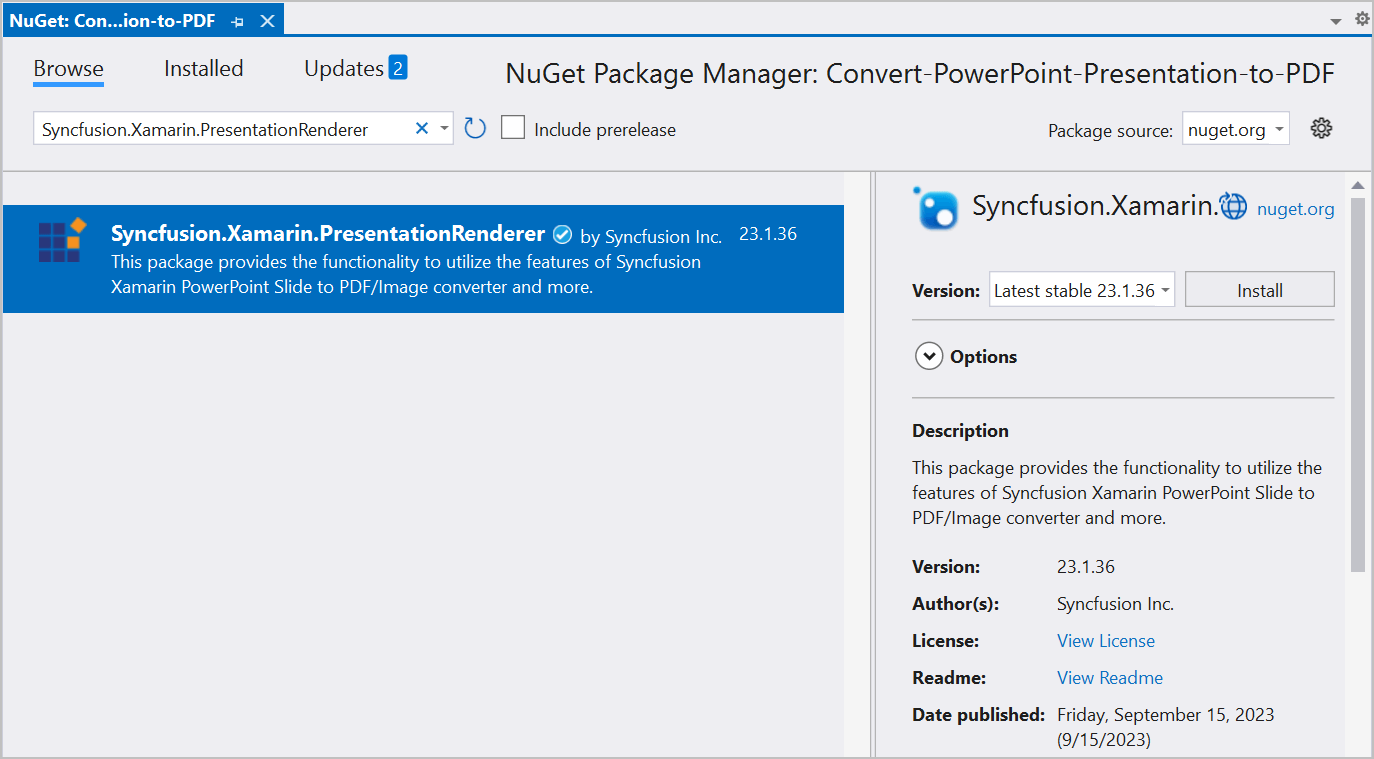 NuGet: Con...ion-to-PDF
Browse
Installed
Updates 2
NuGet Package Manager: Convert-PowerPoint-Presentation-to-PDF
Syncfusion.Xamarin.PresentationRenderer
Include prerelease
Package source: nuget.org
Syncfusion.Xamarin.PresentationRenderer by Syncfusion Inc. 23.1.36
This package provides the functionality to utilize the features of Syncfusion
Xamarin PowerPoint Slide to PDF/Image converter and more.
Syncfusion.Xamarin. nuget.org
Version: Latest stable 23.1.36 Install
Options
Description
This package provides the functionality to utilize the
features of Syncfusion Xamarin PowerPoint Slide to
PDF/Image converter and more.
Version: 23.1.36
Author(s): Syncfusion Inc.
License: View License
Readme: View Readme
Date published: Friday, September 15, 2023
(9/15/2023)